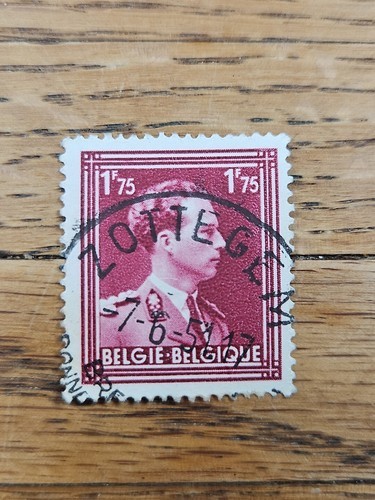 1F75 1F75
ZOTTEGEM
-7-6-51.17
BELGIE·BELGIQUE